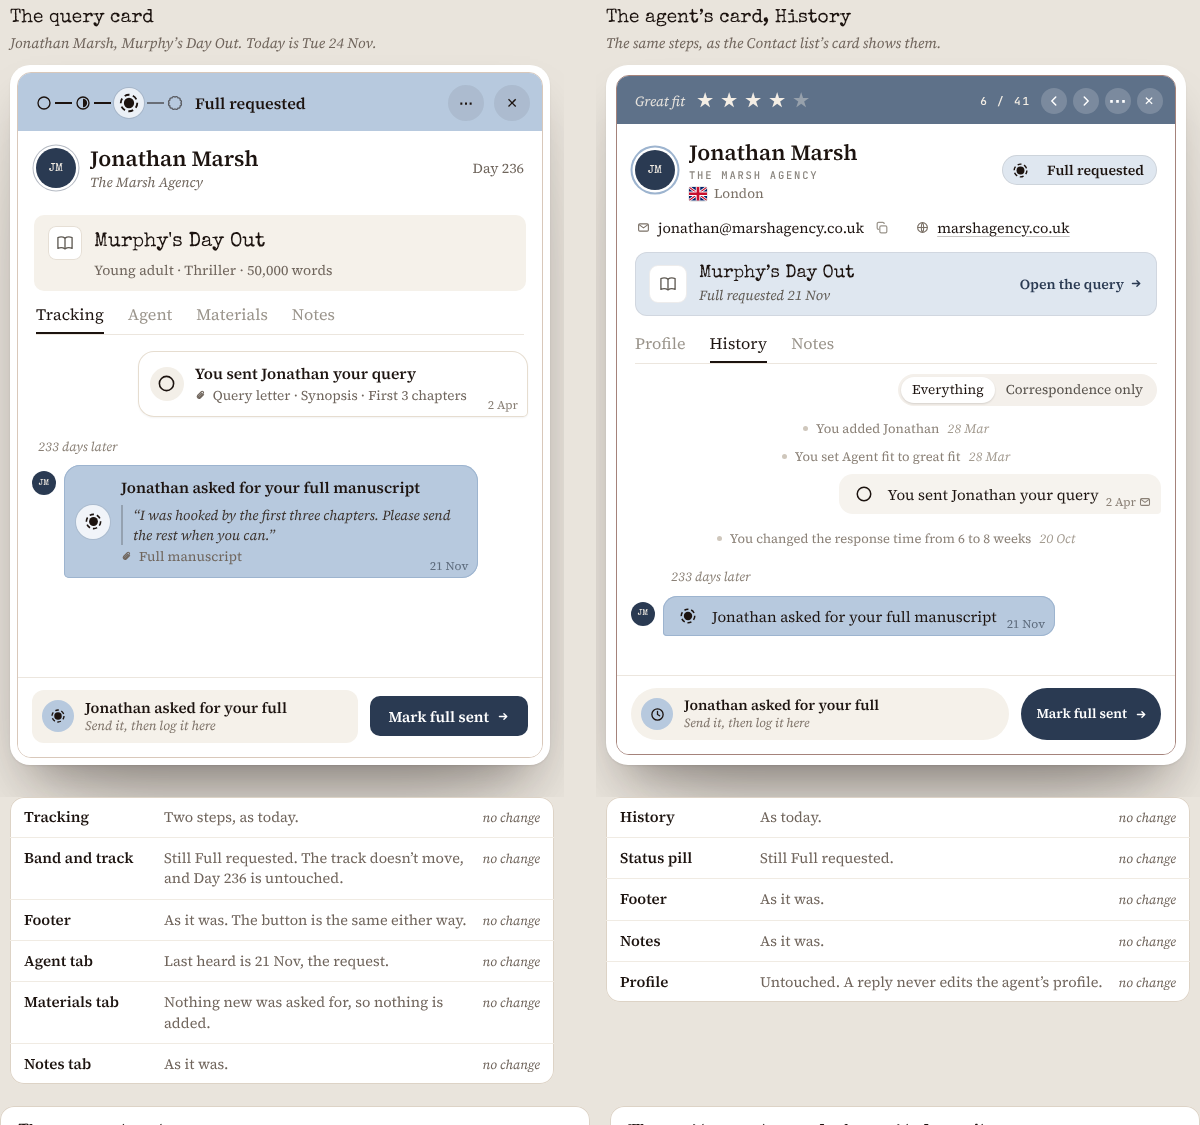 The query card
Jonathan Marsh, Murphy’s Day Out. Today is Tue 24 Nov.
Full requested
JM
Jonathan Marsh
The Marsh Agency
Day 236
Murphy's Day Out
Young adult · Thriller · 50,000 words
Tracking Agent Materials Notes
You sent Jonathan your query
Query letter · Synopsis · First 3 chapters
2 Apr
233 days later
JM
Jonathan asked for your full manuscript
“I was hooked by the first three chapters. Please send
the rest when you can.”
Full manuscript
21 Nov
Jonathan asked for your full
Send it, then log it here
Mark full sent →
Tracking Two steps, as today. no change
Band and track Still Full requested. The track doesn’t move, no change
and Day 236 is untouched.
Footer As it was. The button is the same either way. no change
Agent tab Last heard is 21 Nov, the request. no change
Materials tab Nothing new was asked for, so nothing is no change
added.
Notes tab As it was. no change
The agent’s card, History
The same steps, as the Contact list’s card shows them.
Great fit ★ ★ ★ ★ ★ 6 / 41
JM
Jonathan Marsh
THE MARSH AGENCY
London
Full requested
jonathan@marshagency.co.uk marshagency.co.uk
Murphy’s Day Out
Full requested 21 Nov
Open the query →
Profile History Notes
Everything Correspondence only
You added Jonathan 28 Mar
You set Agent fit to great fit 28 Mar
You sent Jonathan your query 2 Apr
You changed the response time from 6 to 8 weeks 20 Oct
233 days later
JM
Jonathan asked for your full manuscript 21 Nov
Jonathan asked for your full
Send it, then log it here
Mark full sent →
History As today. no change
Status pill Still Full requested. no change
Footer As it was. no change
Notes As it was. no change
Profile Untouched. A reply never edits the agent’s profile. no change